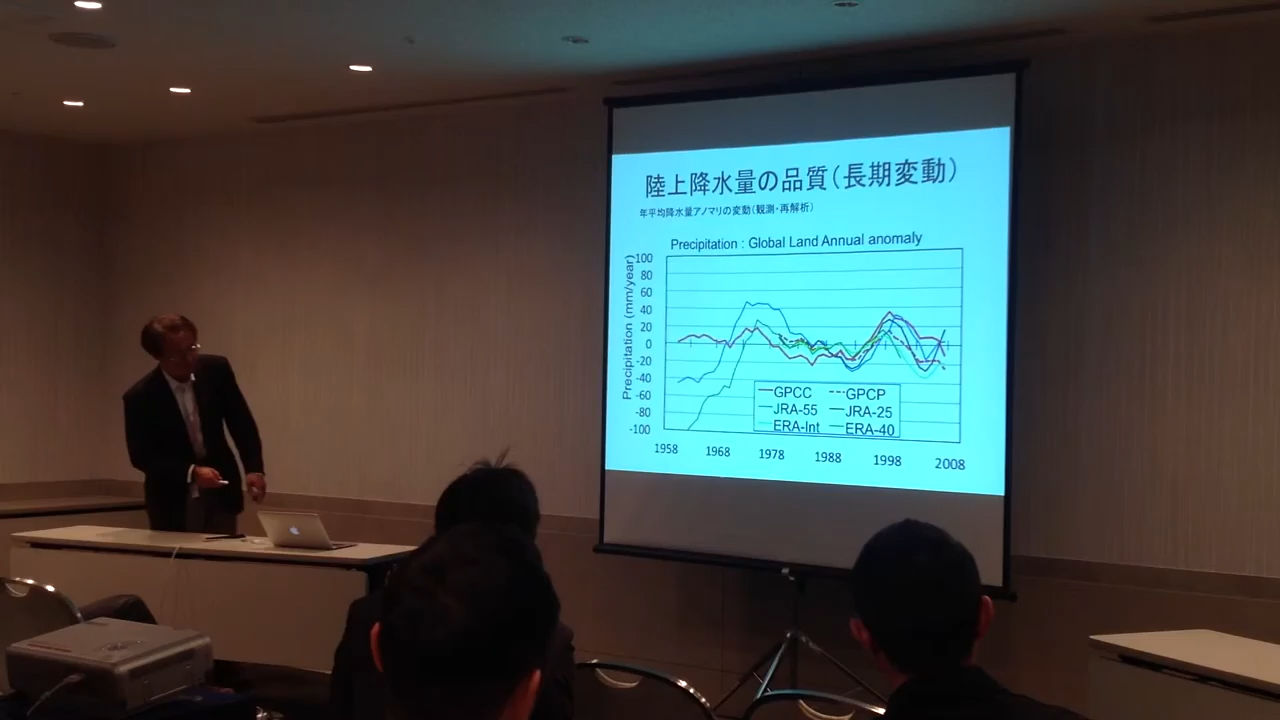 陸上降水量の品質(長期変動)
年平均降水量アノマリの変動(観測・再解析)
Precipitation : Global Land Annual anomaly
Precipitation (mm/year)
100
80
60
40
20
0
-20
-40
-60
-80
-100
GPCC GPCP
JRA-55 JRA-25
ERA-Int ERA-40
1958 1968 1978 1988 1998 2008